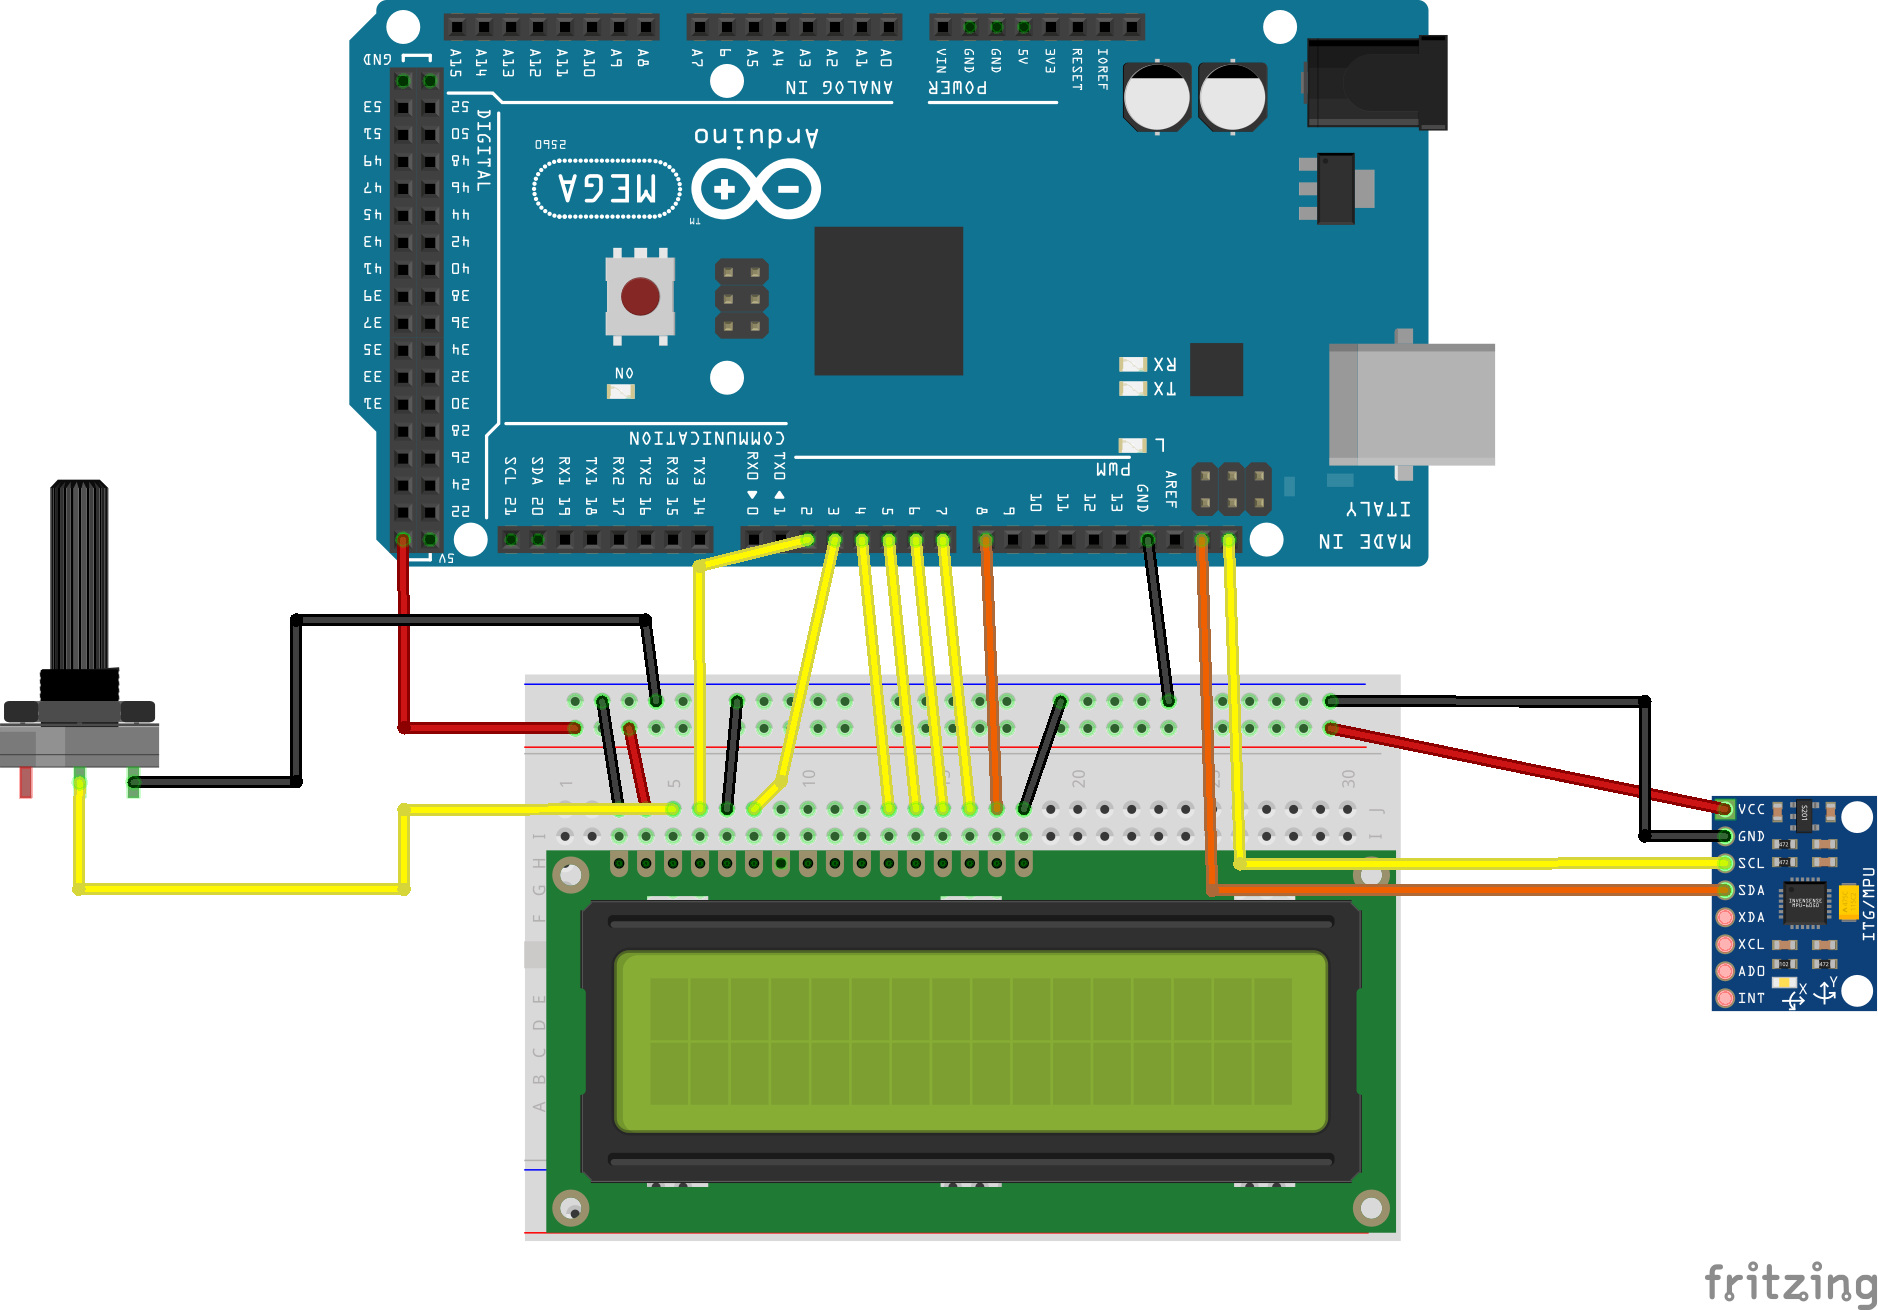 GND
A15 A14 A13 A12 A11 A10 A9 A8
A7 6 A5 A4 A3 A2 A1 A0
VIN GND GND 5V 3V3 RESET IOREF
ANALOG IN
POWER
53 52
51 50
49 48
47 46
45 44
43 42
41 40
39 38
37 36
35 34
33 32
31 30
28
26
24
22
5V
DIGITAL
Arduino
2560
MEGA
TM
ON
RX
TX
L
COMMUNICATION
PWM
SCL 21
SDA 20
RX1 19
TX1 18
RX2 17
TX2 16
RX3 15
TX3 14
RX0 0
TX0 1
2 3 4 5 6 7
8 9 10 11 12 13 GND AREF
ITALY
MADE IN
1 5 10 15 20 25 30
J J
I I
H
G
F
E
D
C
B
A
VCC
GND
SCL
SDA
XDA
XCL
ADO
INT
ITG/MPU
INVENSENSE
MPU-6050
X
Y
fritzing